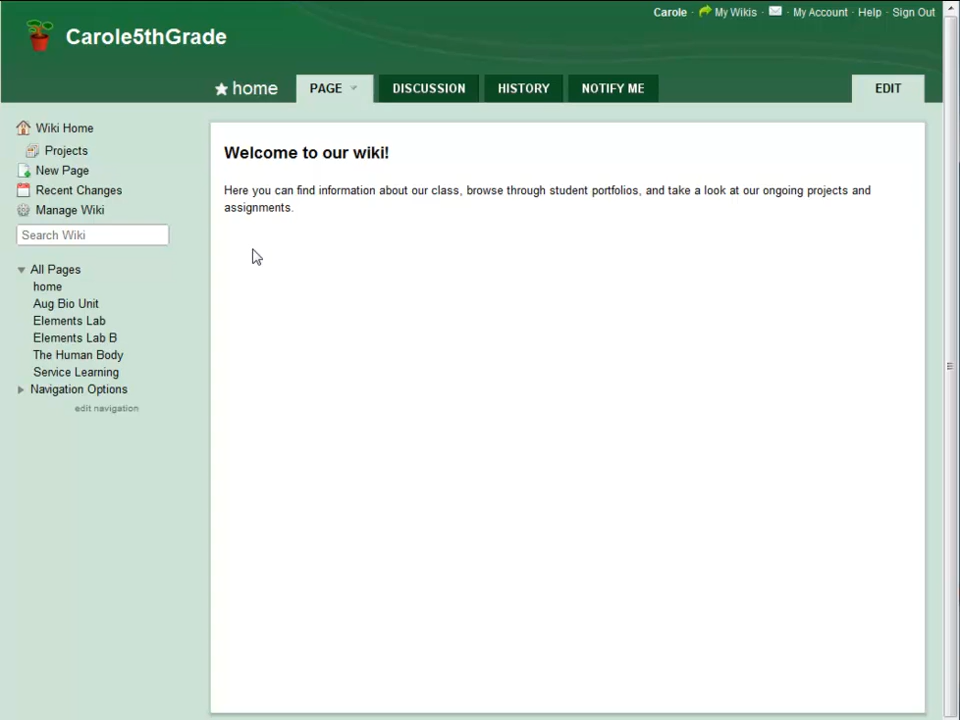 Carole - My Wikis - - My Account - Help - Sign Out
Carole5thGrade
home
PAGE
DISCUSSION
HISTORY
NOTIFY ME
EDIT
Wiki Home
Projects
New Page
Recent Changes
Manage Wiki
Search Wiki
All Pages
home
Aug Bio Unit
Elements Lab
Elements Lab B
The Human Body
Service Learning
Navigation Options
edit navigation
Welcome to our wiki!
Here you can find information about our class, browse through student portfolios, and take a look at our ongoing projects and
assignments.